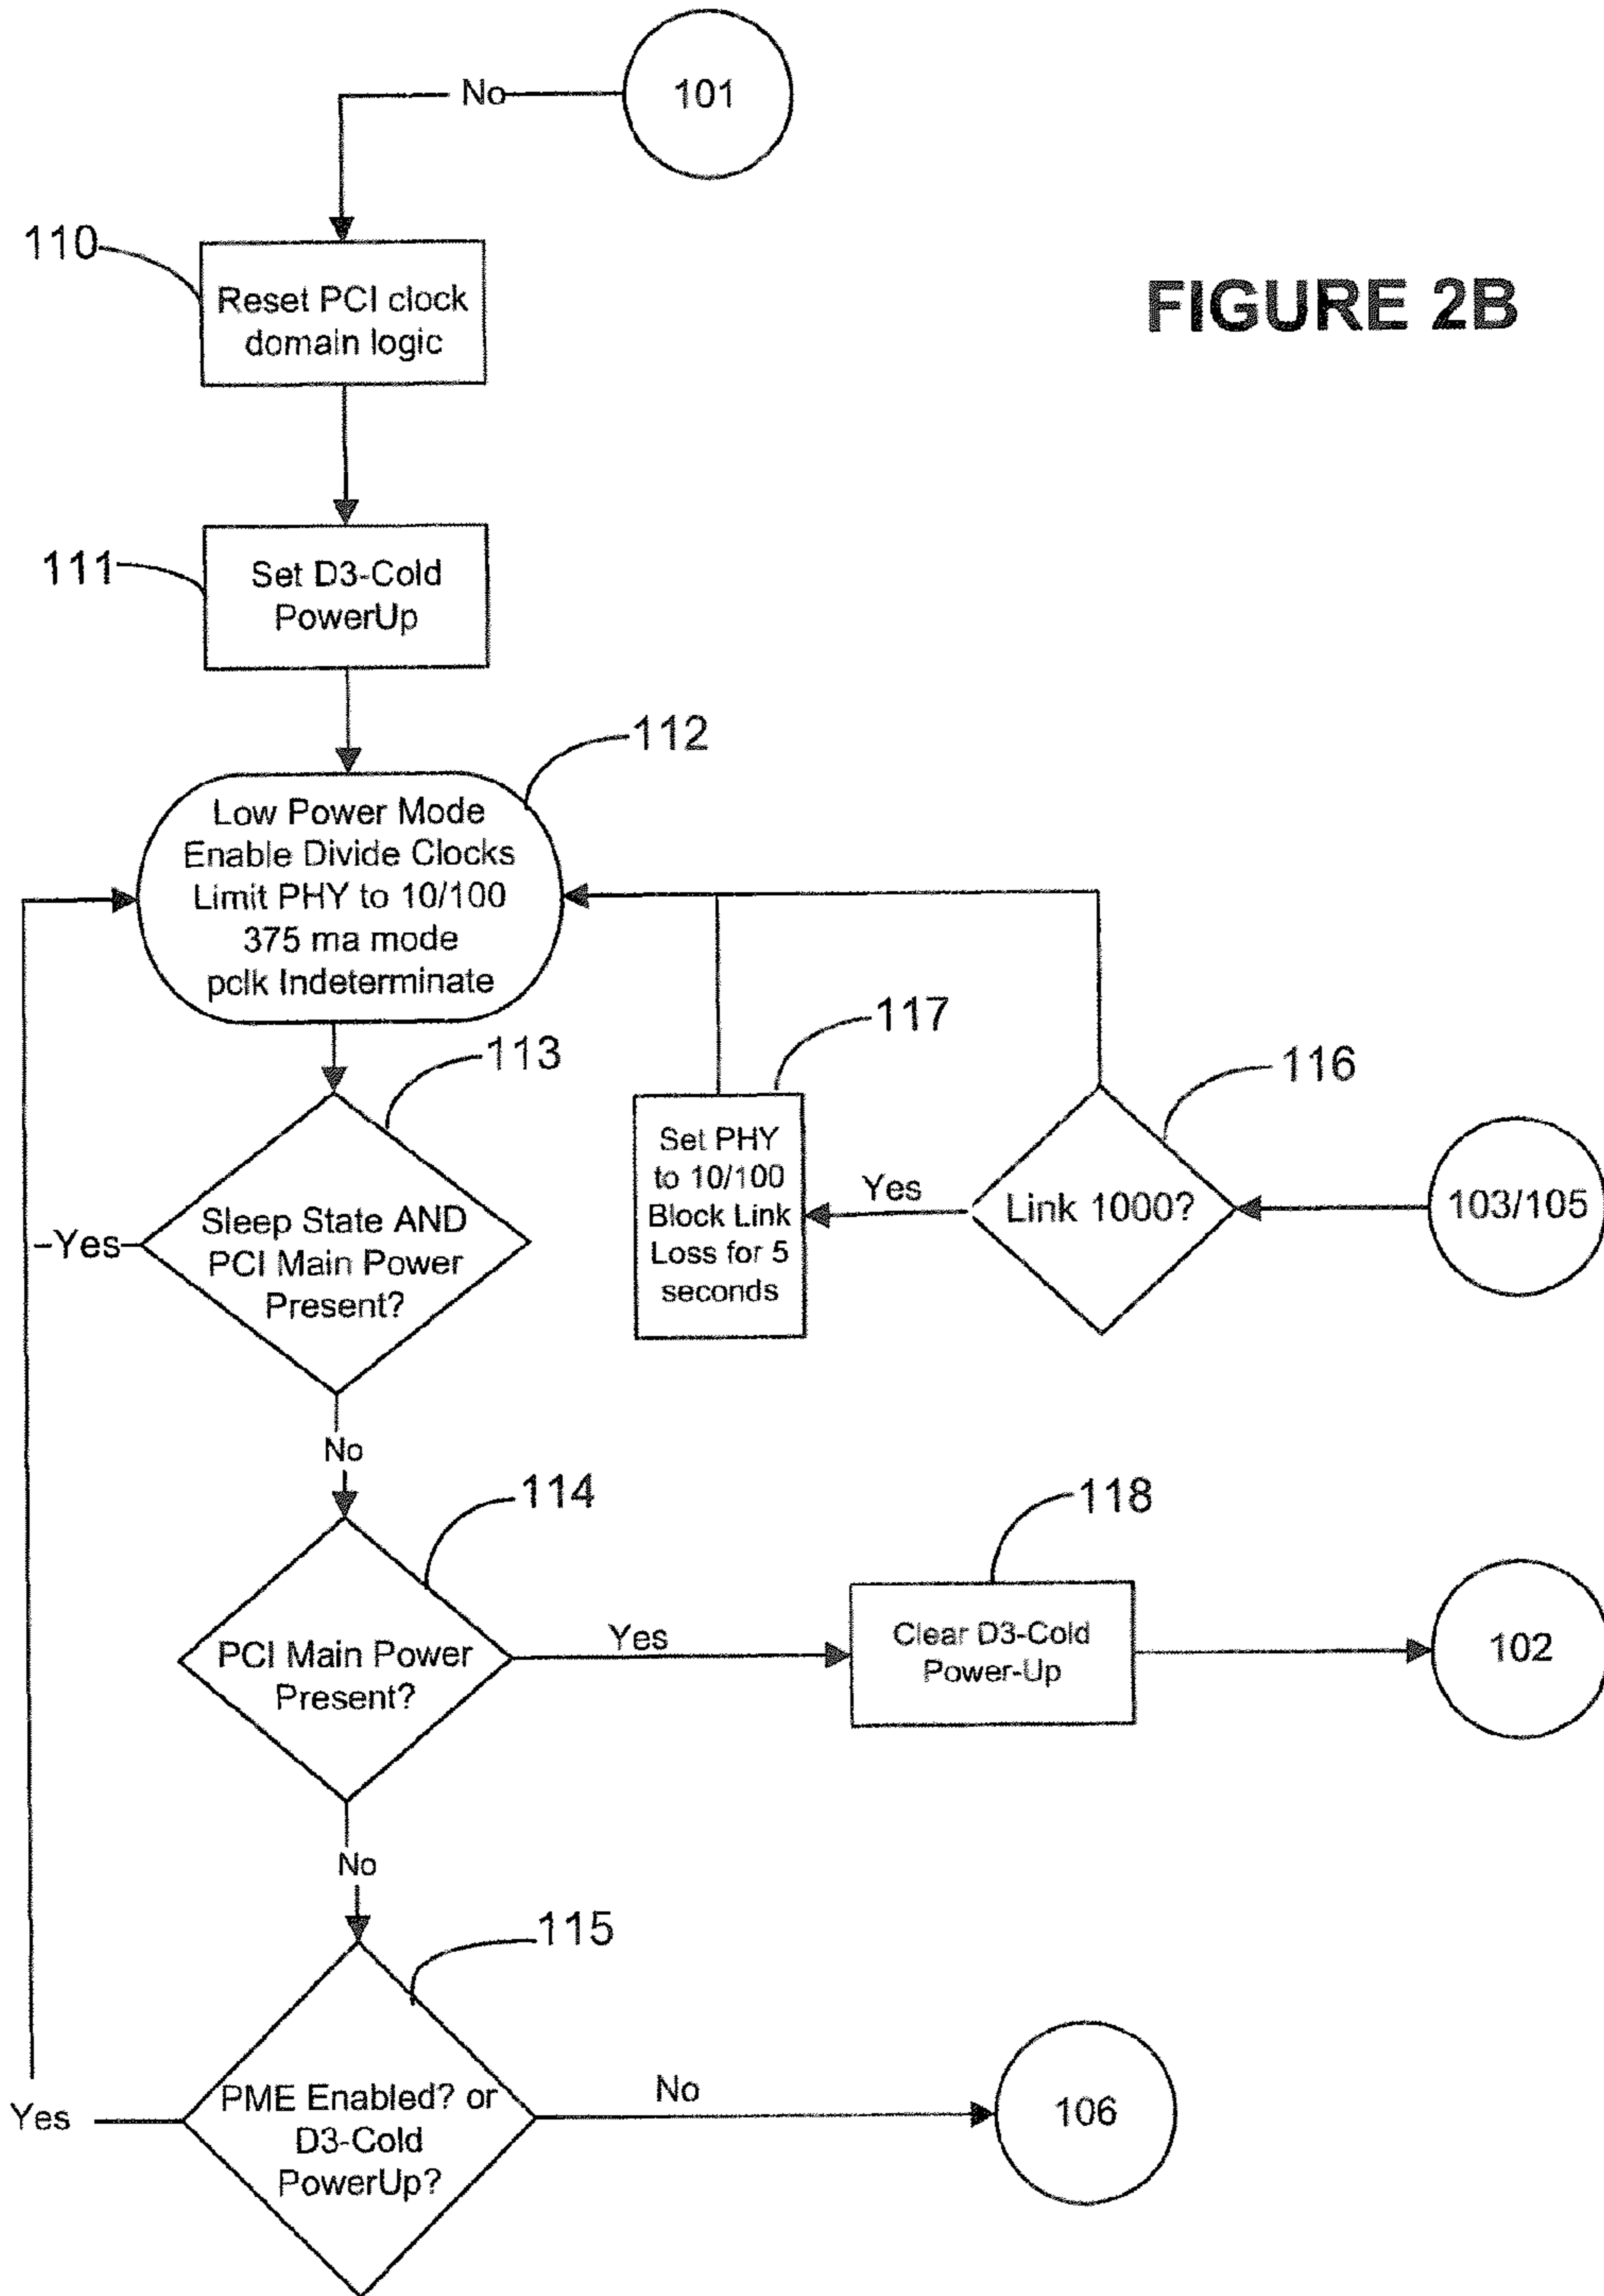 No
101
110
Reset PCI clock
domain logic
FIGURE 2B
111
Set D3-Cold
PowerUp
112
Low Power Mode
Enable Divide Clocks
Limit PHY to 10/100
375 ma mode
pclk Indeterminate
113
Sleep State AND
PCI Main Power
Present?
Yes
No
117
Set PHY
to 10/100
Block Link
Loss for 5
seconds
Yes
116
Link 1000?
103/105
114
PCI Main Power
Present?
Yes
118
Clear D3-Cold
Power-Up
102
No
115
PME Enabled? or
D3-Cold
PowerUp?
Yes
No
106